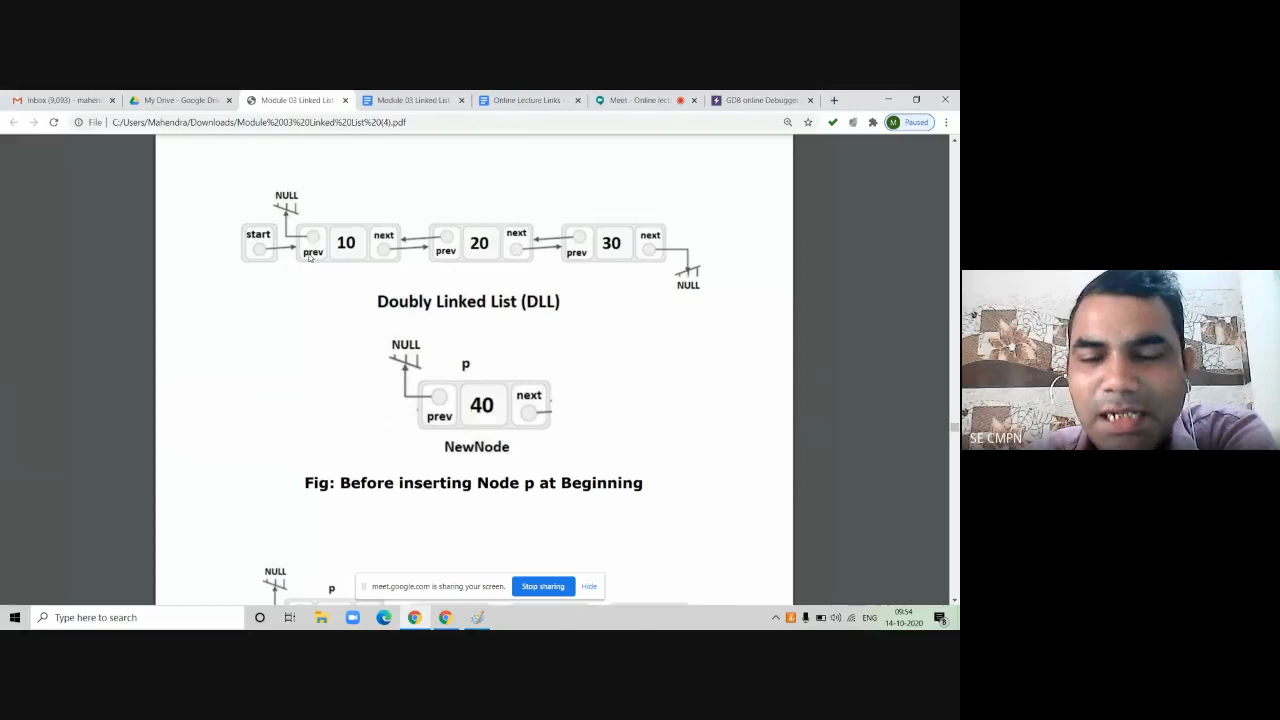 Inbox (9,093) - mahen
My Drive - Google Driv
Module 03 Linked List
Module 03 Linked List
Online Lecture Links -
Meet - Online lec
GDB online Debugger
File
C:/Users/Mahendra/Downloads/Module%2003%20Linked%20List%20(4).pdf
M
Paused
NULL
start
prev
10
next
prev
20
next
prev
30
next
NULL
Doubly Linked List (DLL)
NULL
p
prev
40
next
NewNode
Fig: Before inserting Node p at Beginning
NULL
p
meet.google.com is sharing your screen.
Stop sharing
Hide
SE CMPN
Type here to search
ENG
09:54
14-10-2020
8